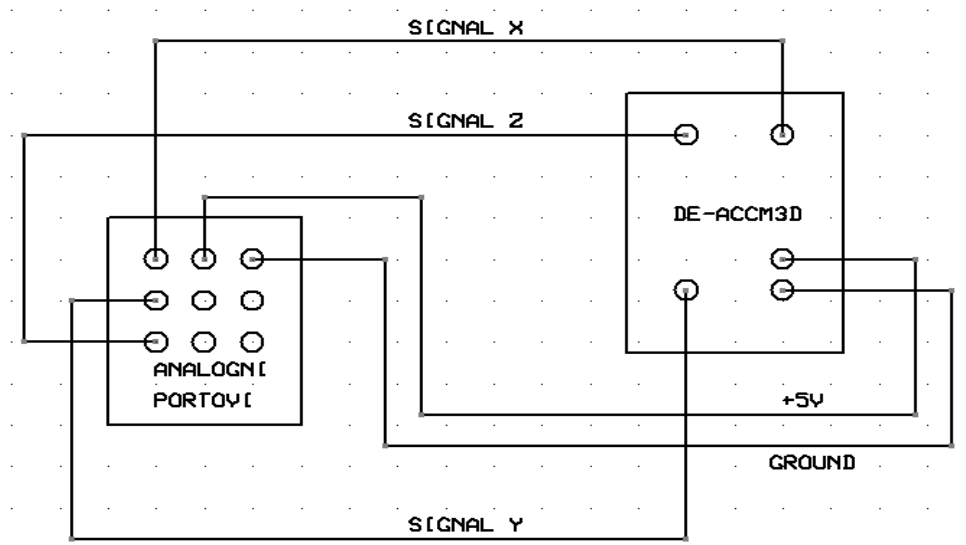 SIGNAL X
SIGNAL Z
DE-ACCM3D
ANALOGNI
PORTOVI
+5V
GROUND
SIGNAL Y